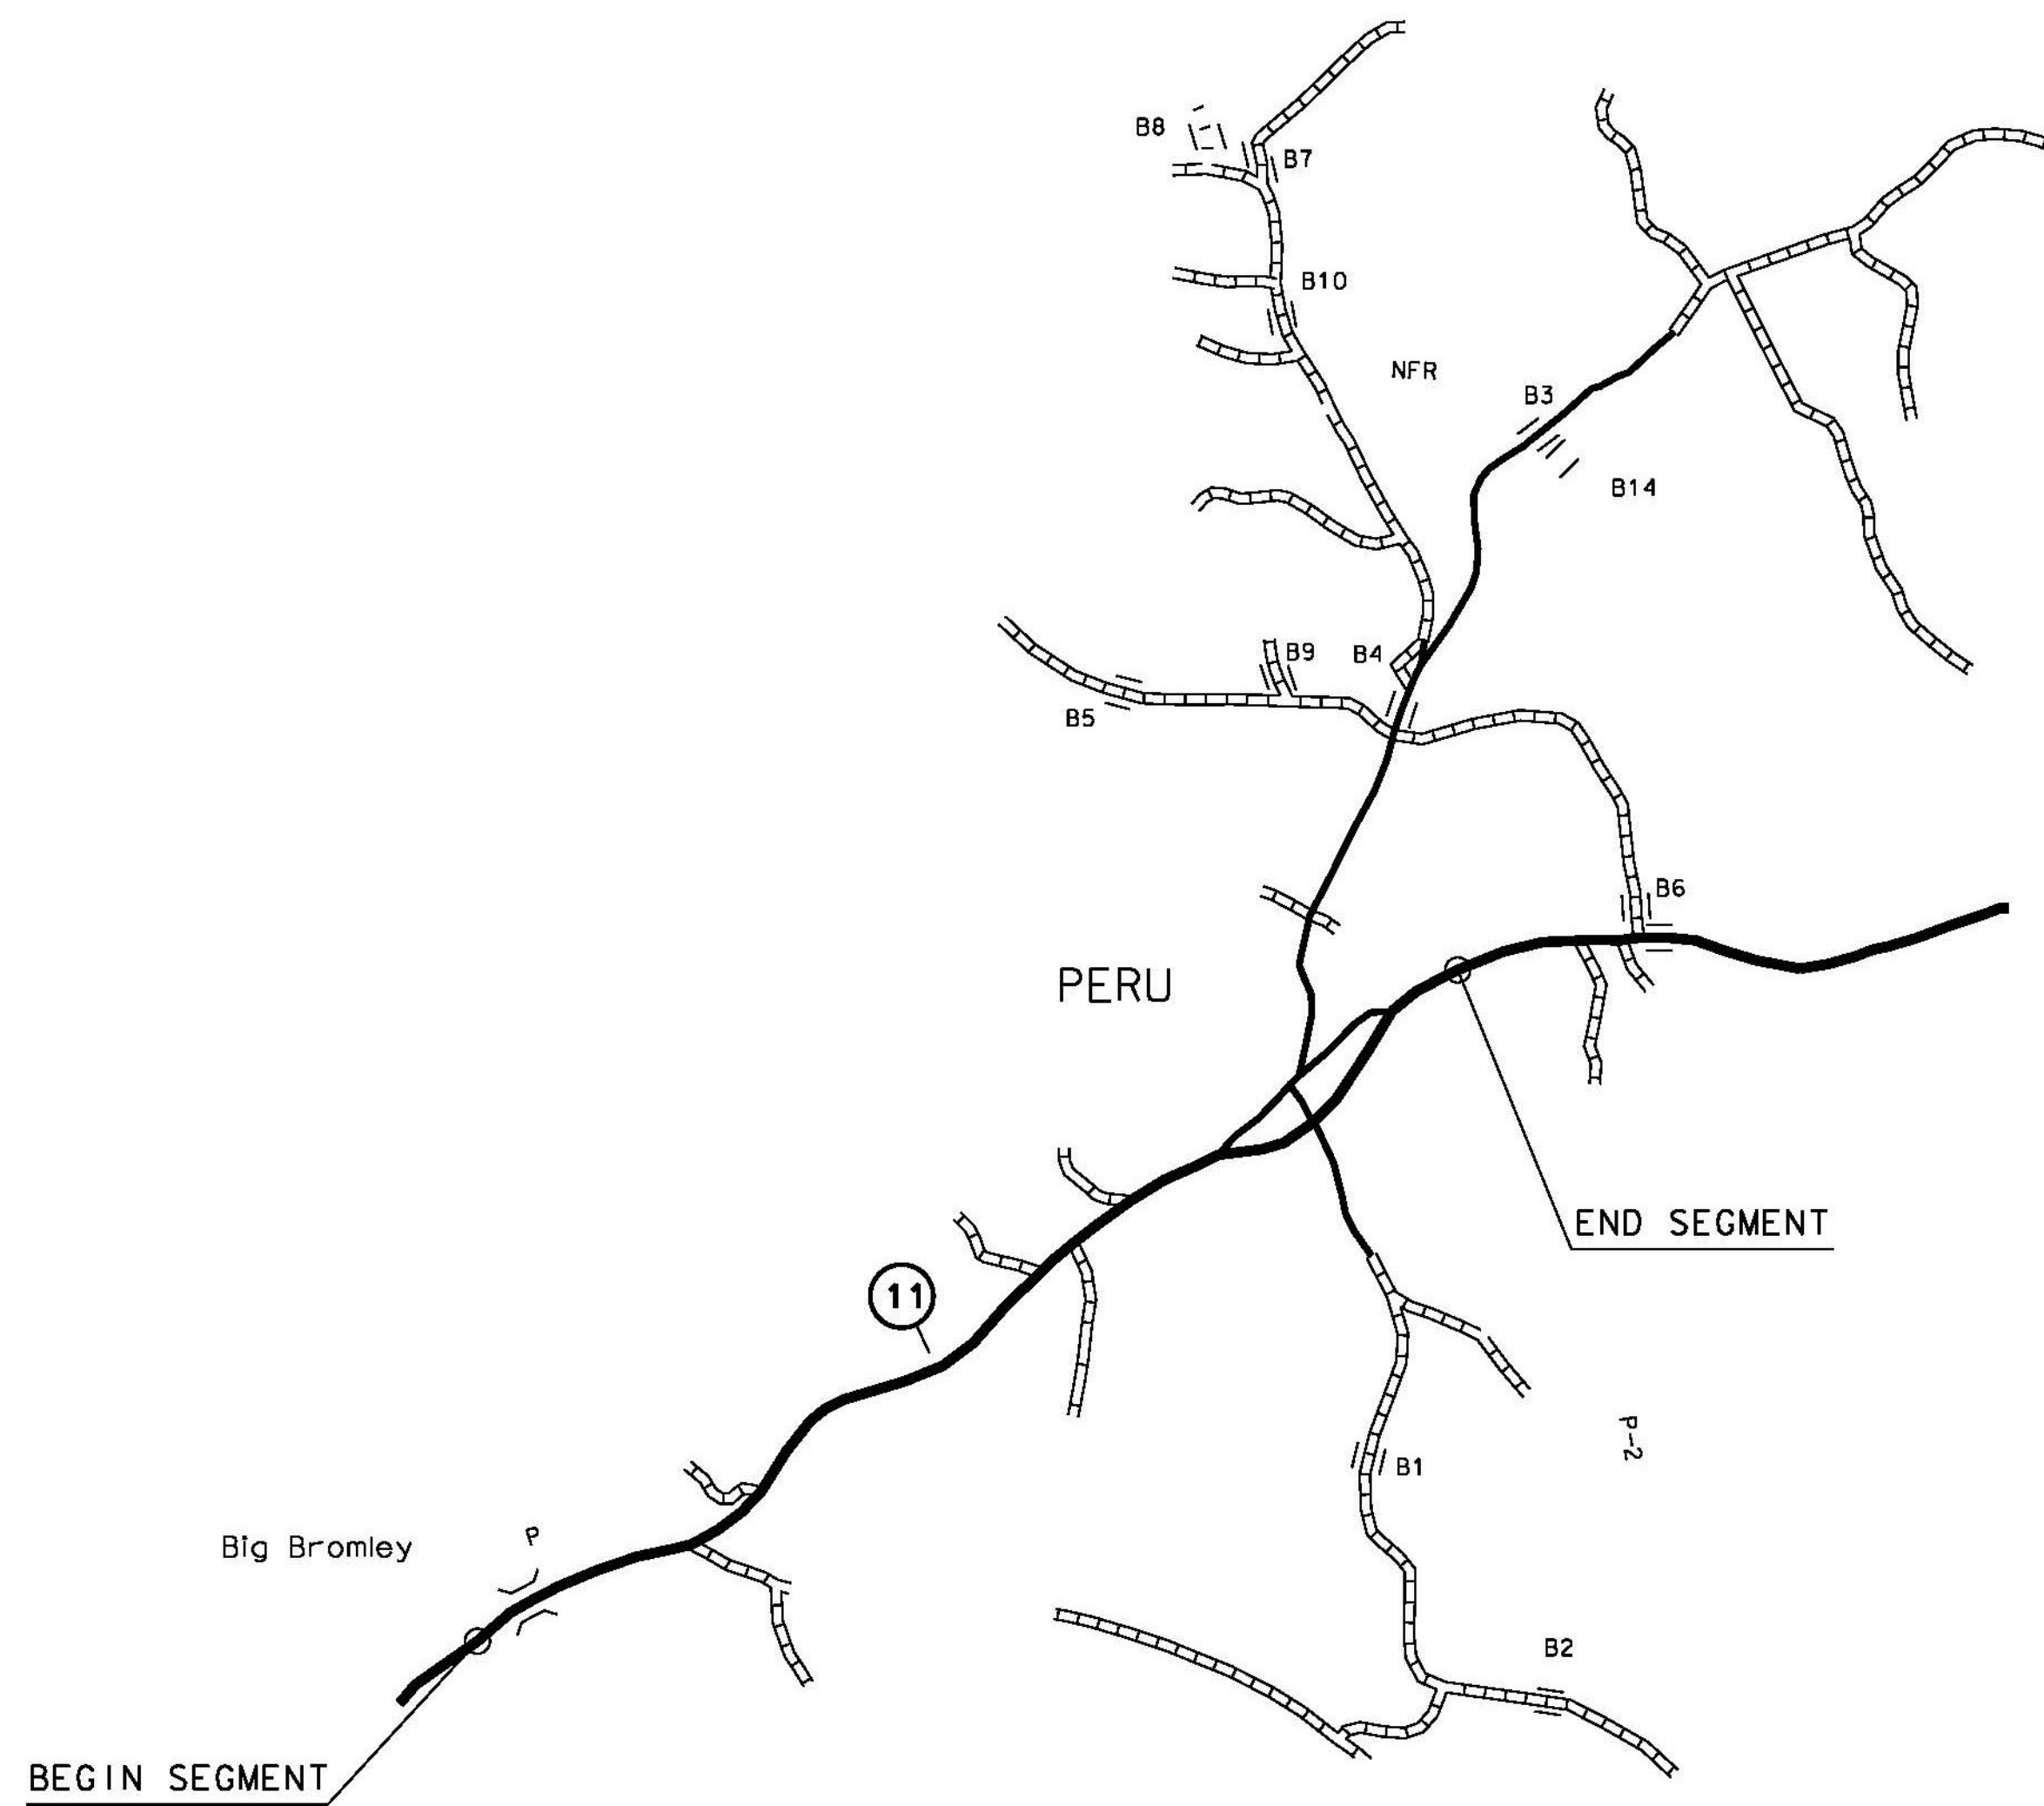 B8
B7
B10
NFR
B3
B14
B9
B4
B5
B6
PERU
END SEGMENT
11
P-2
B1
Big Bromley
P
B2
BEGIN SEGMENT